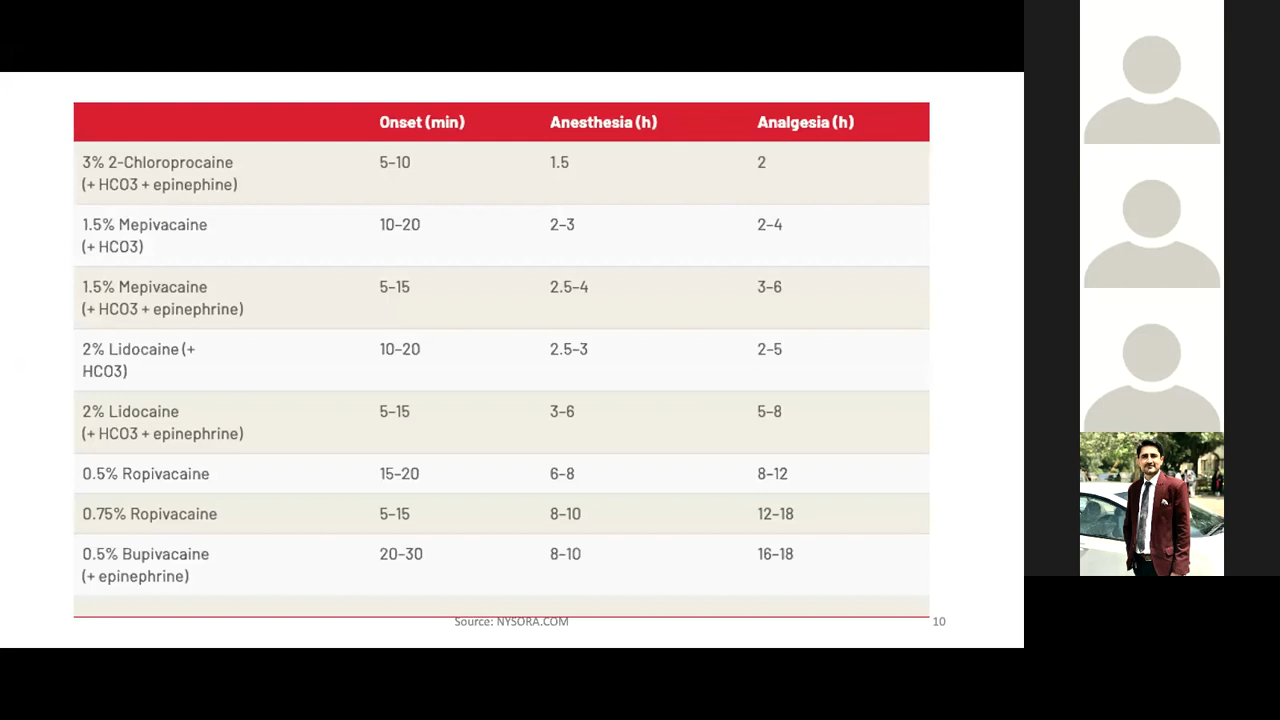 Onset (min) Anesthesia (h) Analgesia (h)
3% 2-Chloroprocaine 5–10 1.5 2
(+ HCO3 + epinephine)
1.5% Mepivacaine 10–20 2–3 2–4
(+ HCO3)
1.5% Mepivacaine 5–15 2.5–4 3–6
(+ HCO3 + epinephrine)
2% Lidocaine (+ 10–20 2.5–3 2–5
HCO3)
2% Lidocaine 5–15 3–6 5–8
(+ HCO3 + epinephrine)
0.5% Ropivacaine 15–20 6–8 8–12
0.75% Ropivacaine 5–15 8–10 12–18
0.5% Bupivacaine 20–30 8–10 16–18
(+ epinephrine)
Source: NYSORA.COM 10